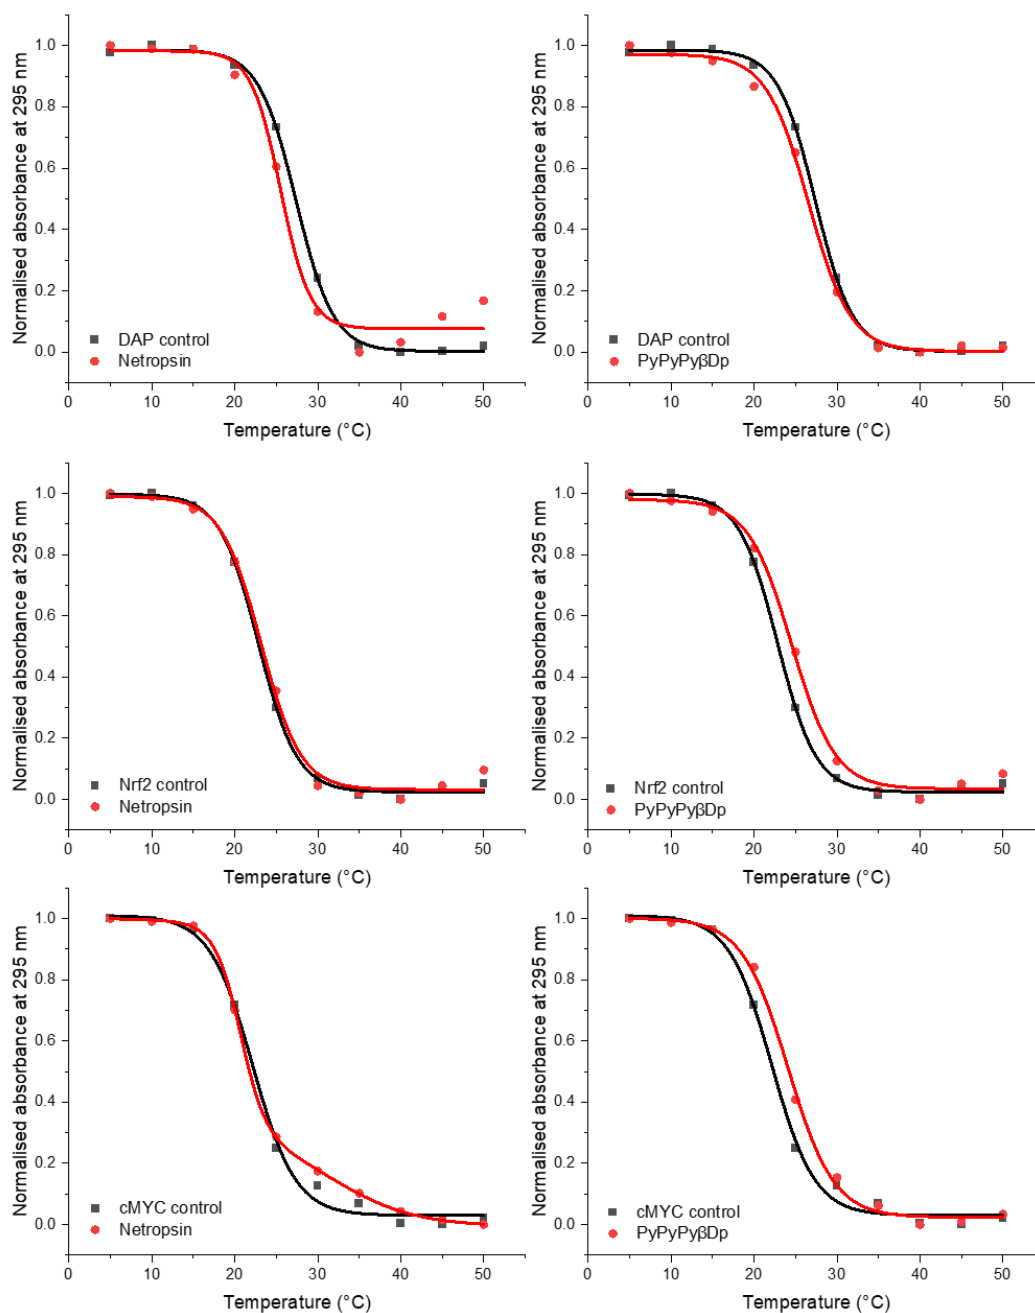 Normalised absorbance at 295 nm
1.0
0.8
0.6
0.4
0.2
0.0
DAP control
Netropsin
0 10 20 30 40 50
Temperature (°C)
Normalised absorbance at 295 nm
1.0
0.8
0.6
0.4
0.2
0.0
DAP control
PyPyPyβDp
0 10 20 30 40 50
Temperature (°C)
Normalised absorbance at 295 nm
1.0
0.8
0.6
0.4
0.2
0.0
Nrf2 control
Netropsin
0 10 20 30 40 50
Temperature (°C)
Normalised absorbance at 295 nm
1.0
0.8
0.6
0.4
0.2
0.0
Nrf2 control
PyPyPyβDp
0 10 20 30 40 50
Temperature (°C)
Normalised absorbance at 295 nm
1.0
0.8
0.6
0.4
0.2
0.0
cMYC control
Netropsin
0 10 20 30 40 50
Temperature (°C)
Normalised absorbance at 295 nm
1.0
0.8
0.6
0.4
0.2
0.0
cMYC control
PyPyPyβDp
0 10 20 30 40 50
Temperature (°C)